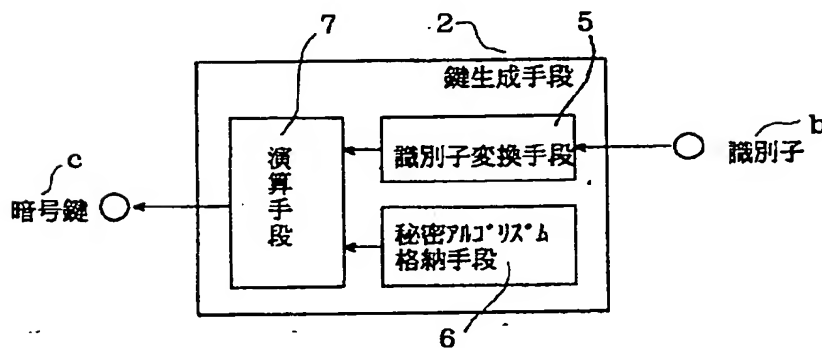 2
鍵生成手段
7
演算手段
5
識別子変換手段
b
識別子
c
暗号鍵
秘密ｱﾙｺﾞﾘｽﾞﾑ
格納手段
6